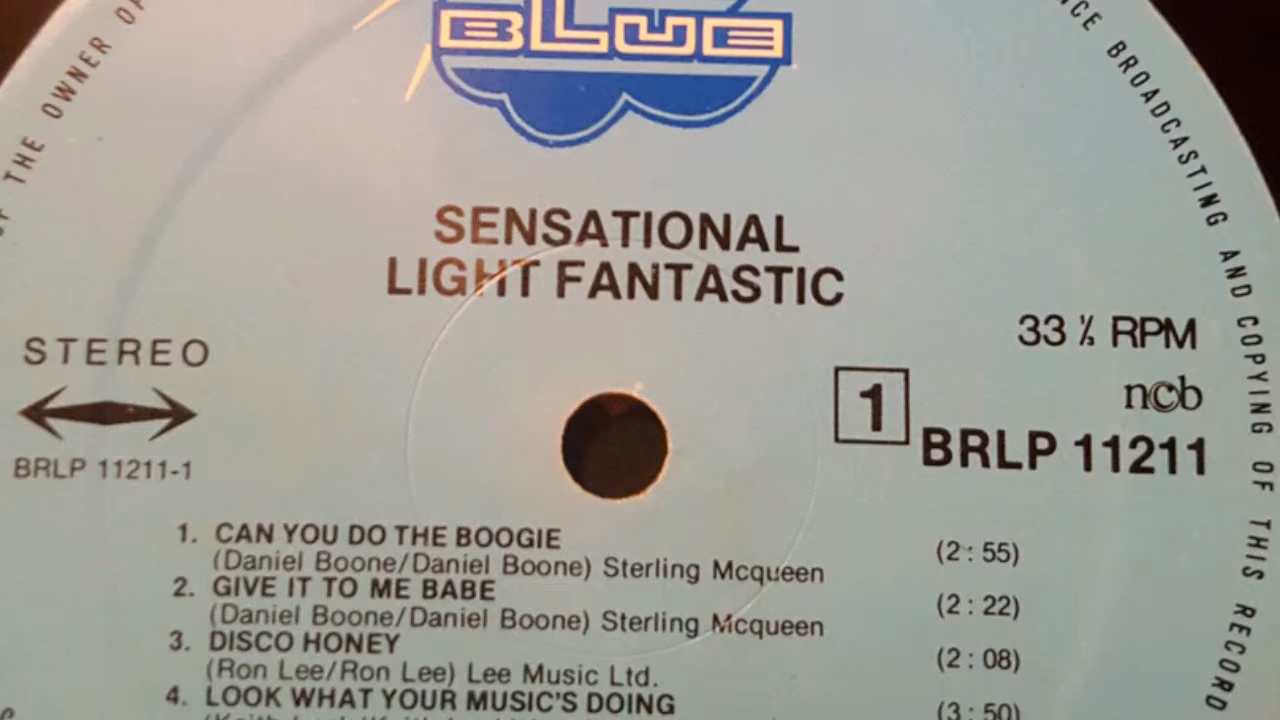 BLUE
THE OWNER OF
NCE BROADCASTING AND COPYING OF THIS RECORD
SENSATIONAL
LIGHT FANTASTIC
STEREO
33 ⅓ RPM
ncb
1
BRLP 11211
BRLP 11211-1
1. CAN YOU DO THE BOOGIE (2:55)
(Daniel Boone/Daniel Boone) Sterling Mcqueen
2. GIVE IT TO ME BABE (2:22)
(Daniel Boone/Daniel Boone) Sterling Mcqueen
3. DISCO HONEY (2:08)
(Ron Lee/Ron Lee) Lee Music Ltd.
4. LOOK WHAT YOUR MUSIC'S DOING (3:50)